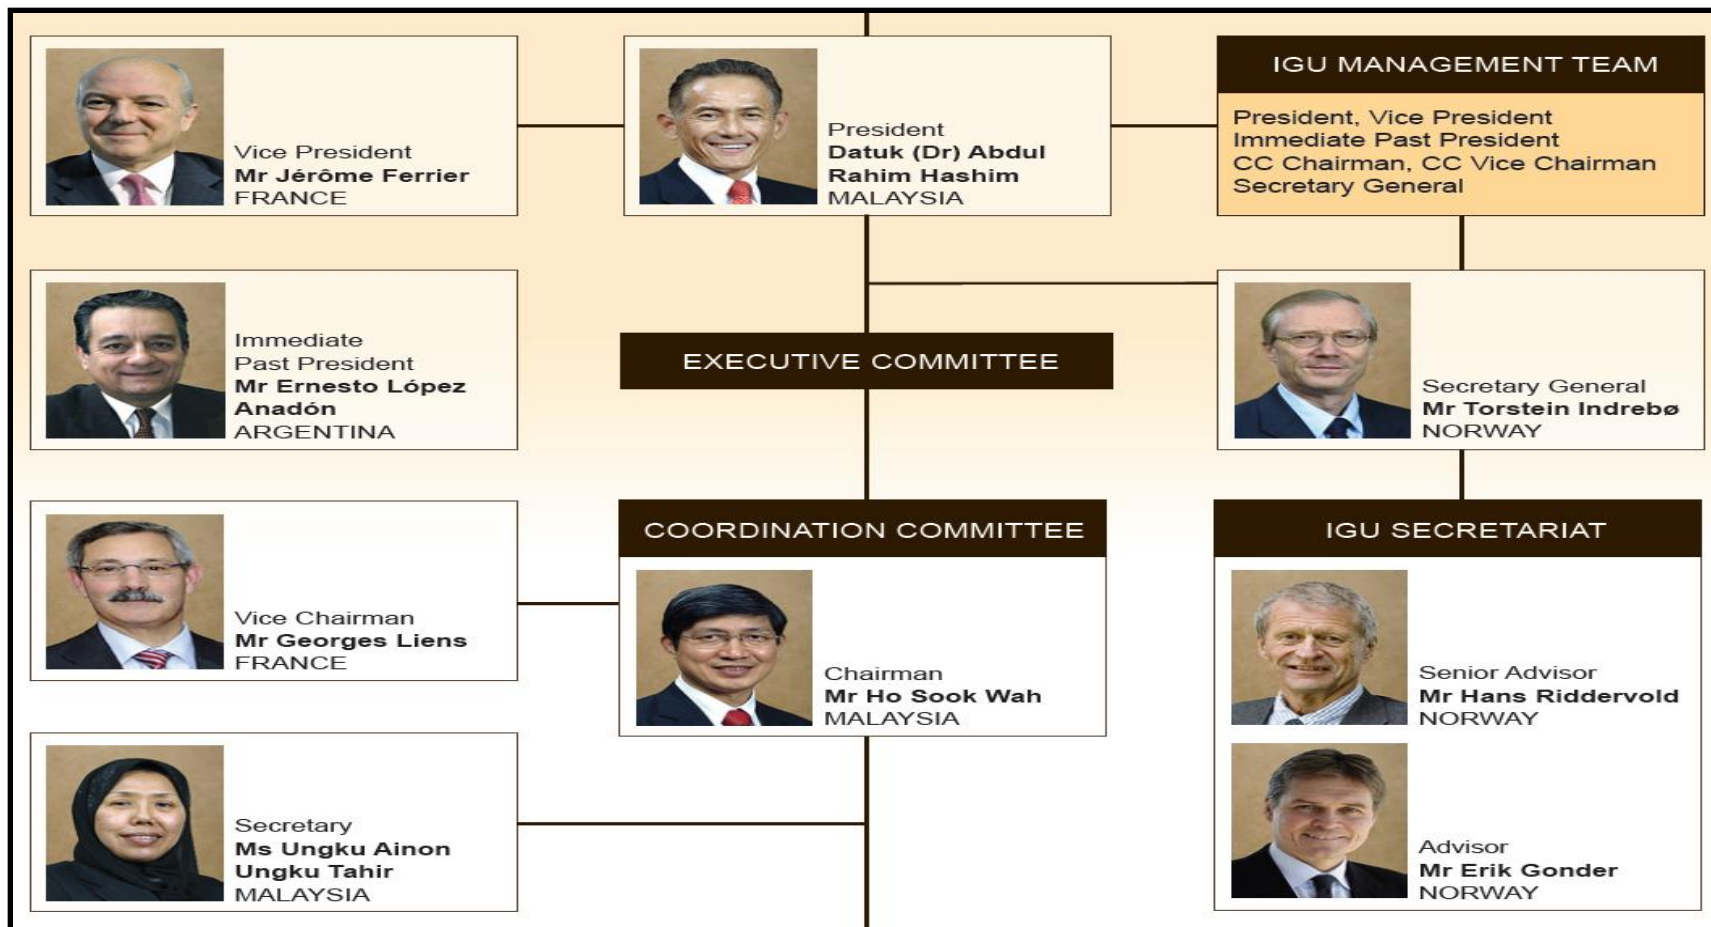 Vice President
Mr Jérôme Ferrier
FRANCE
President
Datuk (Dr) Abdul
Rahim Hashim
MALAYSIA
IGU MANAGEMENT TEAM
President, Vice President
Immediate Past President
CC Chairman, CC Vice Chairman
Secretary General
Immediate
Past President
Mr Ernesto López
Anadón
ARGENTINA
EXECUTIVE COMMITTEE
Secretary General
Mr Torstein Indrebø
NORWAY
Vice Chairman
Mr Georges Liens
FRANCE
COORDINATION COMMITTEE
Chairman
Mr Ho Sook Wah
MALAYSIA
IGU SECRETARIAT
Senior Advisor
Mr Hans Riddervold
NORWAY
Advisor
Mr Erik Gonder
NORWAY
Secretary
Ms Ungku Ainon
Ungku Tahir
MALAYSIA